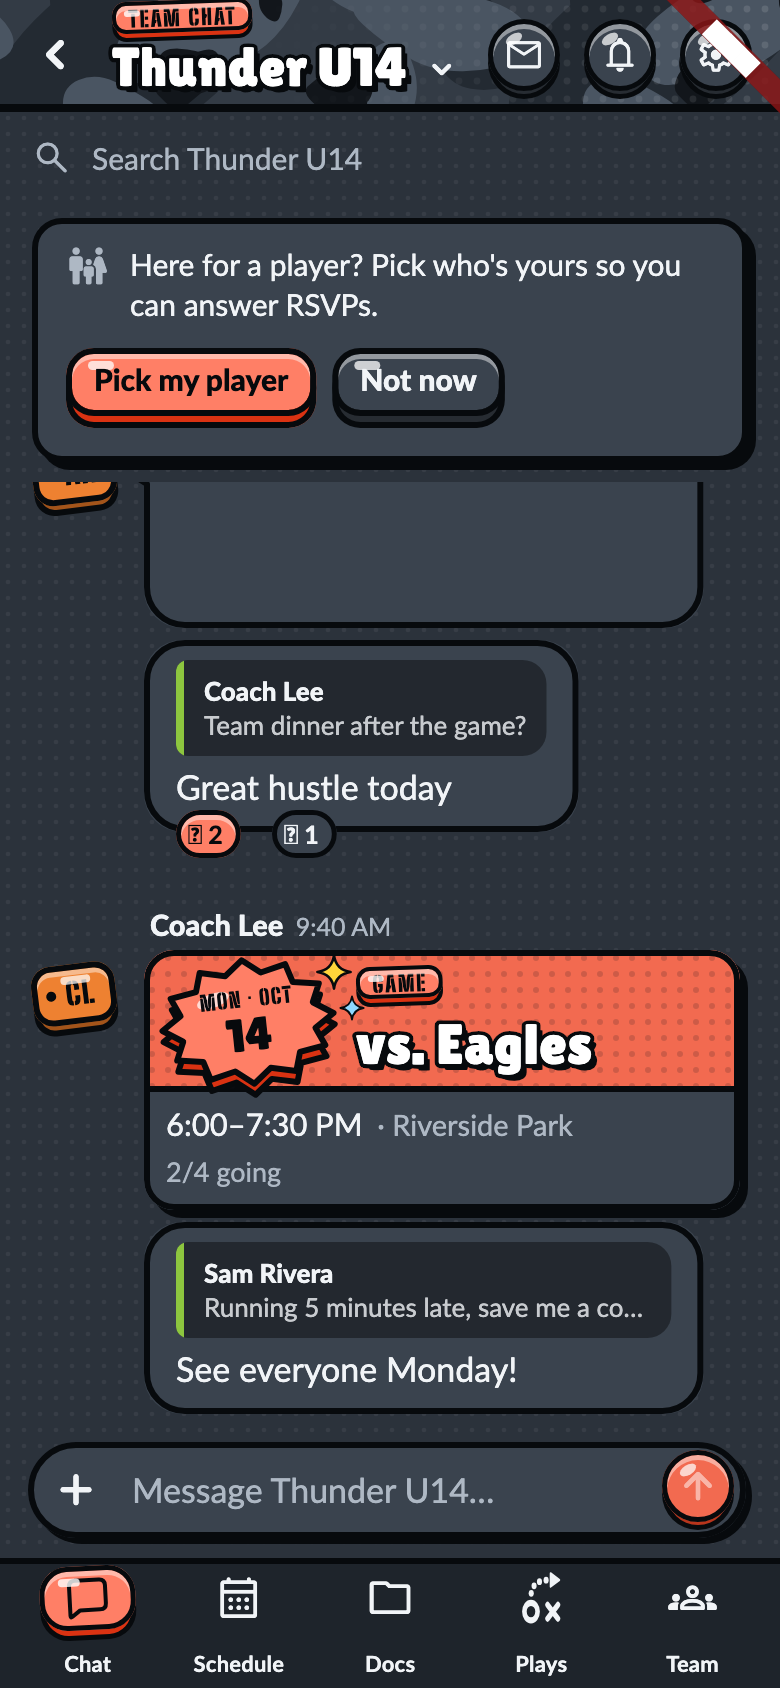 TEAM CHAT
Thunder U14
Search Thunder U14
Here for a player? Pick who's yours so you
can answer RSVPs.
Pick my player
Not now
Coach Lee
Team dinner after the game?
Great hustle today
2
1
Coach Lee 9:40 AM
• CL
MON · OCT
14
GAME
vs. Eagles
6:00–7:30 PM · Riverside Park
2/4 going
Sam Rivera
Running 5 minutes late, save me a co...
See everyone Monday!
Message Thunder U14...
Chat
Schedule
Docs
Plays
Team